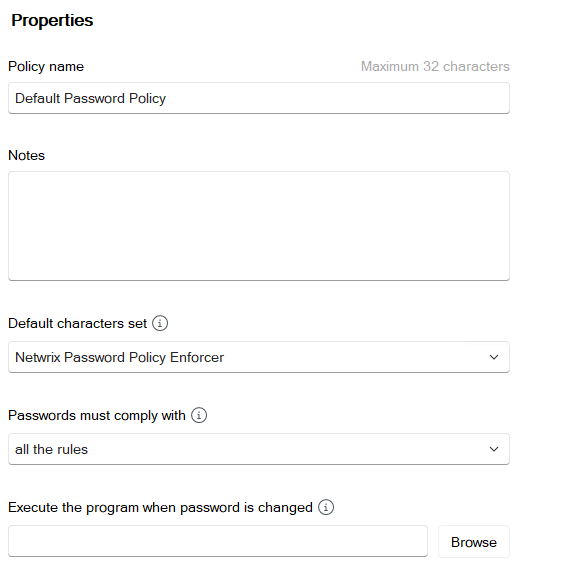 Properties
Policy name
Maximum 32 characters
Default Password Policy
Notes
Default characters set
Netwrix Password Policy Enforcer
Passwords must comply with
all the rules
Execute the program when password is changed
Browse